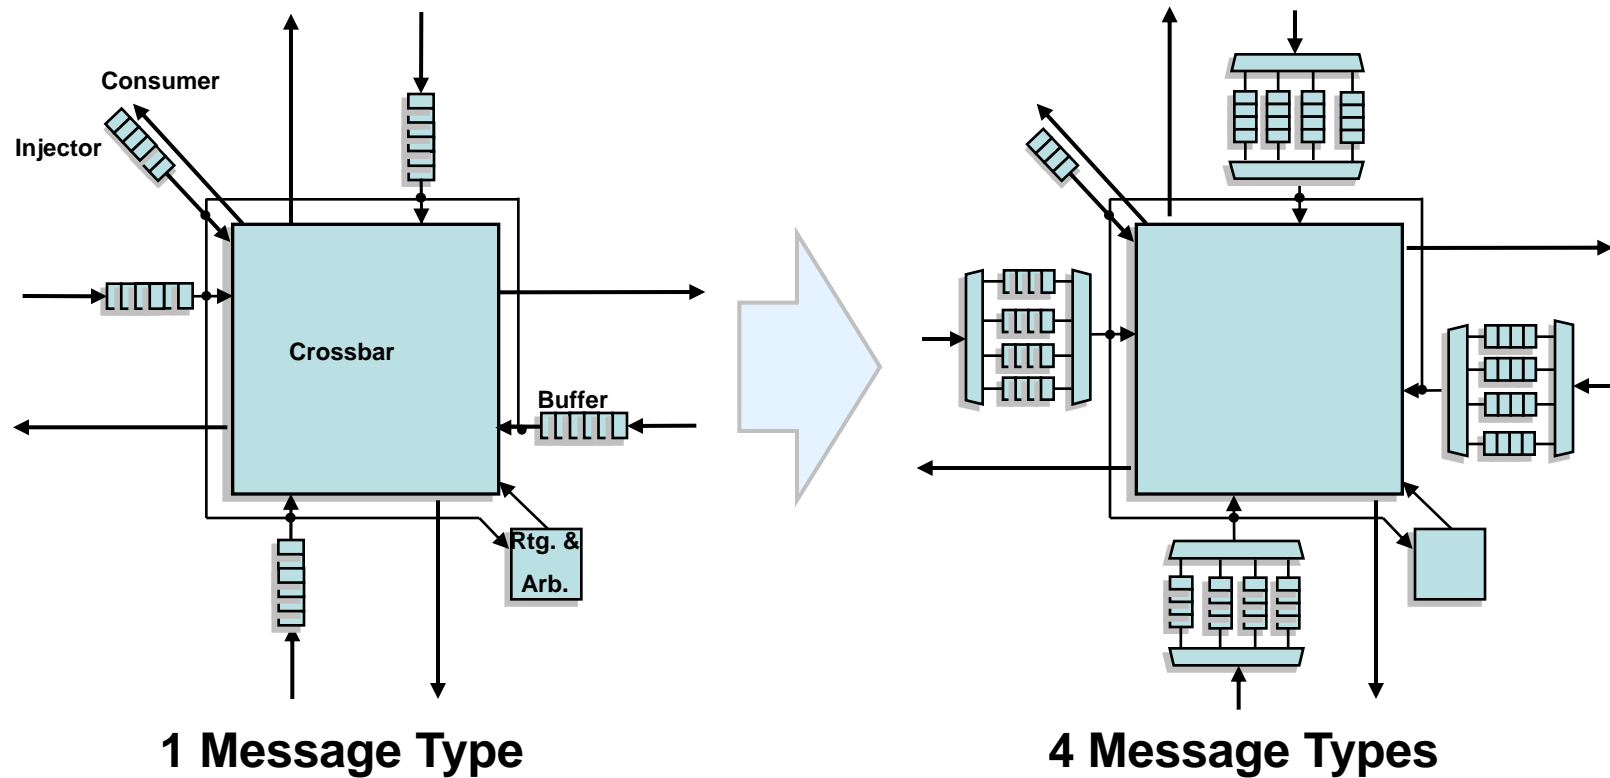 Consumer
Injector
Crossbar
Buffer
Rtg. &
Arb.
1 Message Type
4 Message Types